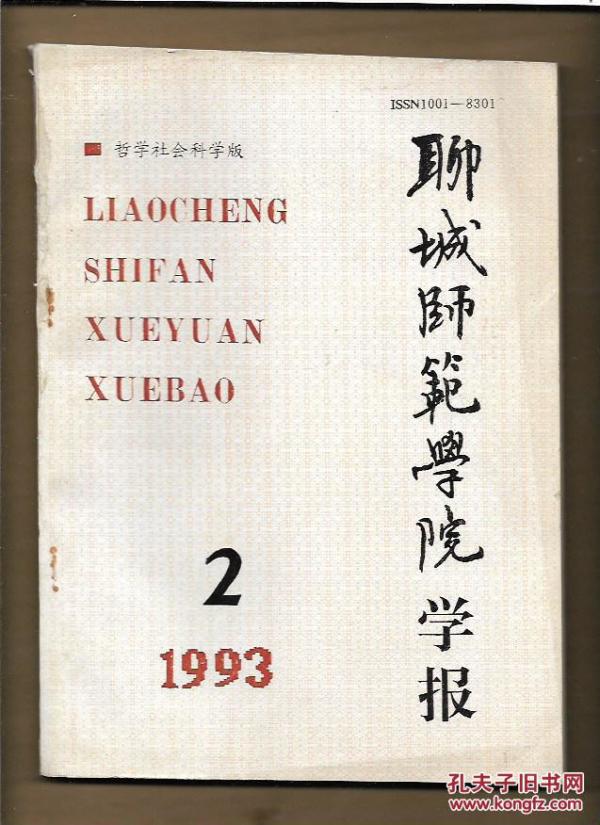 ISSN1001—8301
哲学社会科学版
LIAOCHENG
SHIFAN
XUEYUAN
XUEBAO
聊城師範學院学报
2
1993
孔夫子旧书网
www.kongfz.com